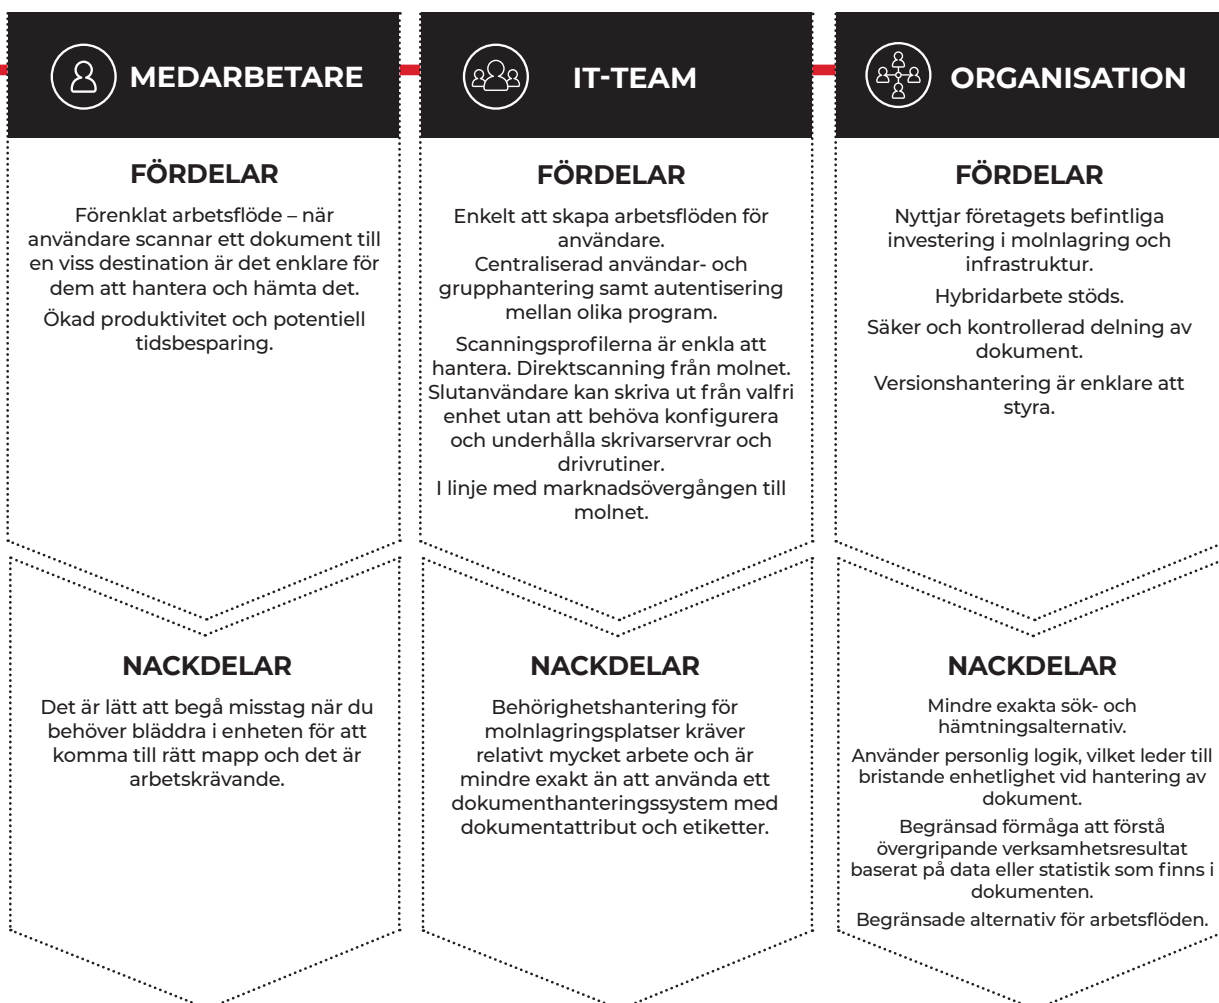 MEDARBETARE
FÖRDELAR
Förenklat arbetsflöde – när
användare scannar ett dokument till
en viss destination är det enklare för
dem att hantera och hämta det.
Ökad produktivitet och potentiell
tidsbesparing.
NACKDELAR
Det är lätt att begå misstag när du
behöver bläddra i enheten för att
komma till rätt mapp och det är
arbetskrävande.
IT-TEAM
FÖRDELAR
Enkelt att skapa arbetsflöden för
användare.
Centraliserad användar- och
grupphantering samt autentisering
mellan olika program.
Scanningsprofilerna är enkla att
hantera. Direktscanning från molnet.
Slutanvändare kan skriva ut från valfri
enhet utan att behöva konfigurera
och underhålla skrivarservrar och
drivrutiner.
I linje med marknadsövergången till
molnet.
NACKDELAR
Behörighetshantering för
molnlagringsplatser kräver
relativt mycket arbete och är
mindre exakt än att använda ett
dokumenthanteringssystem med
dokumentattribut och etiketter.
ORGANISATION
FÖRDELAR
Nyttjar företagets befintliga
investering i molnlagring och
infrastruktur.
Hybridarbete stöds.
Säker och kontrollerad delning av
dokument.
Versionshantering är enklare att
styra.
NACKDELAR
Mindre exakta sök- och
hämtningsalternativ.
Använder personlig logik, vilket leder till
bristande enhetlighet vid hantering av
dokument.
Begränsad förmåga att förstå
övergripande verksamhetsresultat
baserat på data eller statistik som finns i
dokumenten.
Begränsade alternativ för arbetsflöden.